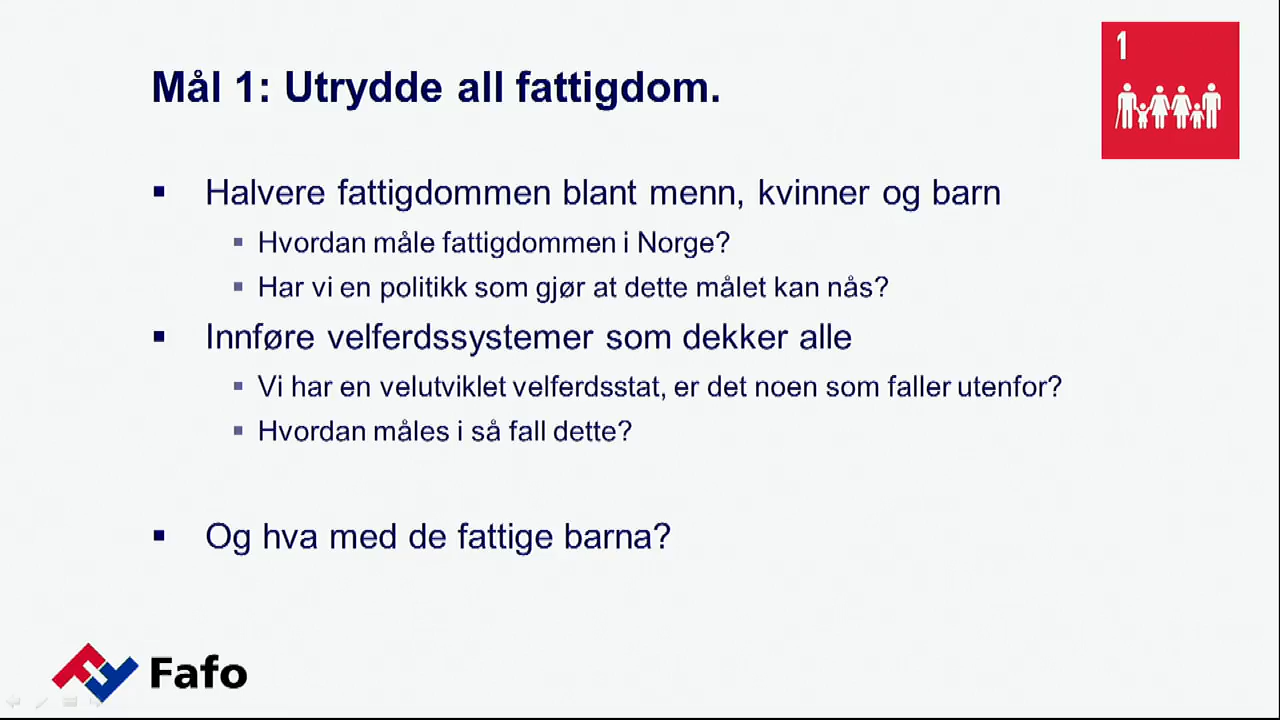 1
Mål 1: Utrydde all fattigdom.
▪ Halvere fattigdommen blant menn, kvinner og barn
▪ Hvordan måle fattigdommen i Norge?
▪ Har vi en politikk som gjør at dette målet kan nås?
▪ Innføre velferdssystemer som dekker alle
▪ Vi har en velutviklet velferdsstat, er det noen som faller utenfor?
▪ Hvordan måles i så fall dette?
▪ Og hva med de fattige barna?
Fafo